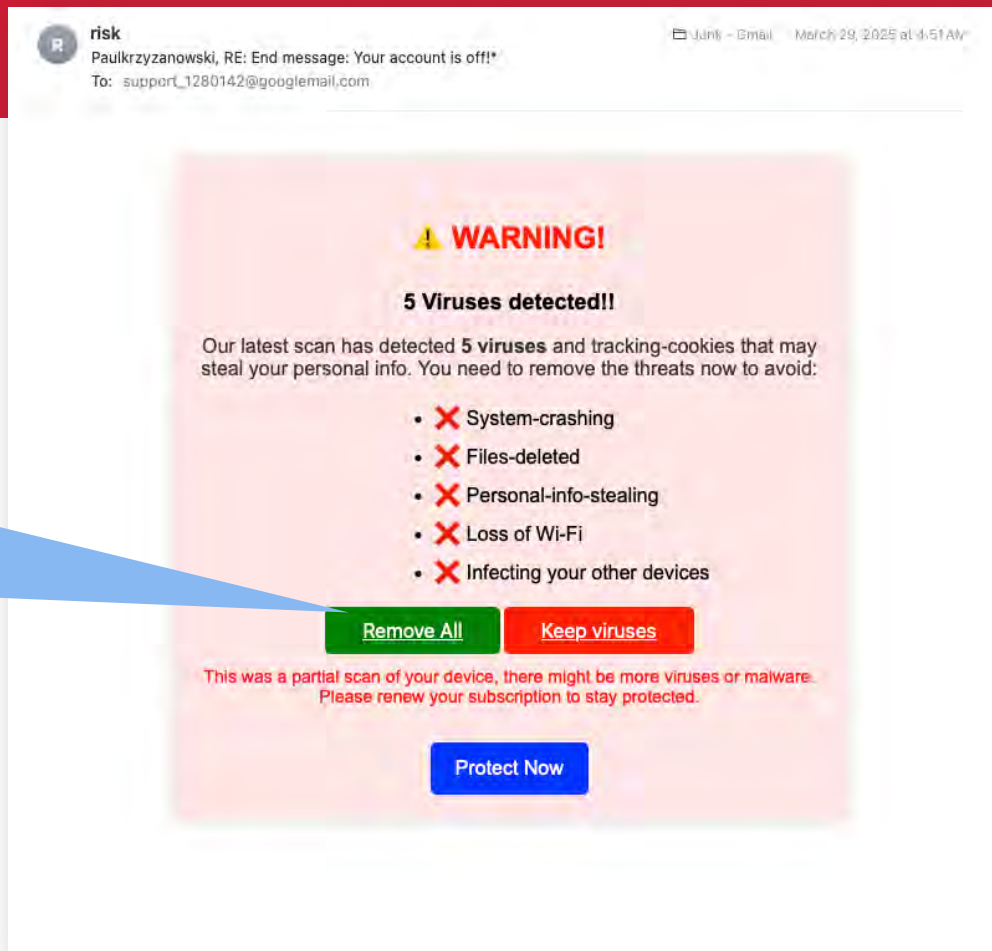 R
risk
Junk - Gmail March 29, 2025 at 4:51 AM
Paulkrzyzanowski, RE: End message: Your account is off!*
To: support_1280142@googlemail.com
⚠️ WARNING!
5 Viruses detected!!
Our latest scan has detected 5 viruses and tracking-cookies that may
steal your personal info. You need to remove the threats now to avoid:
• ❌ System-crashing
• ❌ Files-deleted
• ❌ Personal-info-stealing
• ❌ Loss of Wi-Fi
• ❌ Infecting your other devices
Remove All Keep viruses
This was a partial scan of your device, there might be more viruses or malware.
Please renew your subscription to stay protected.
Protect Now